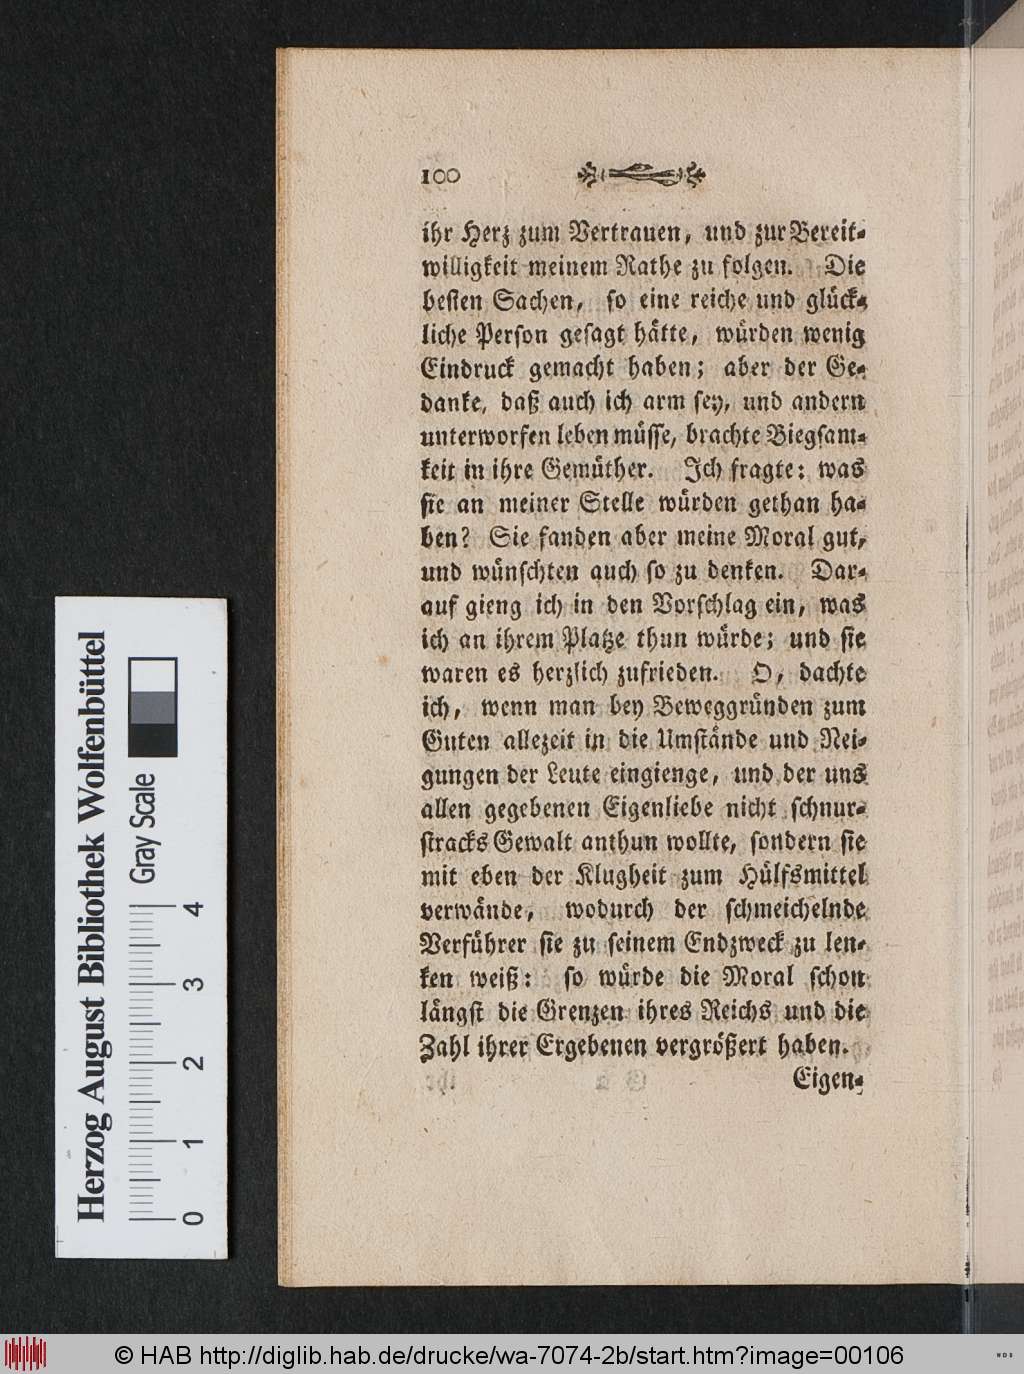 100
ihr Herz zum Vertrauen, und zur Bereit-
willigkeit meinem Rathe zu folgen. Die
besten Sachen, so eine reiche und glück-
liche Person gesagt hätte, würden wenig
Eindruck gemacht haben; aber der Ge-
danke, daß auch ich arm sey, und andern
unterworfen leben müsse, brachte Biegsam-
keit in ihre Gemüther. Ich fragte: was
sie an meiner Stelle würden gethan ha-
ben? Sie fanden aber meine Moral gut,
und wünschten auch so zu denken. Dar-
auf gieng ich in den Vorschlag ein, was
ich an ihrem Platze thun würde; und sie
waren es herzlich zufrieden. O, dachte
ich, wenn man bey Beweggründen zum
Guten allezeit in die Umstände und Nei-
gungen der Leute eingienge, und der uns
allen gegebenen Eigenliebe nicht schnur-
stracks Gewalt anthun wollte, sondern sie
mit eben der Klugheit zum Hülfsmittel
verwände, wodurch der schmeichelnde
Verführer sie zu seinem Endzweck zu len-
ken weiß: so würde die Moral schon
längst die Grenzen ihres Reichs und die
Zahl ihrer Ergebenen vergrößert haben.
Eigen-
Herzog August Bibliothek Wolfenbüttel
Gray Scale
0 1 2 3 4
© HAB http://diglib.hab.de/drucke/wa-7074-2b/start.htm?image=00106